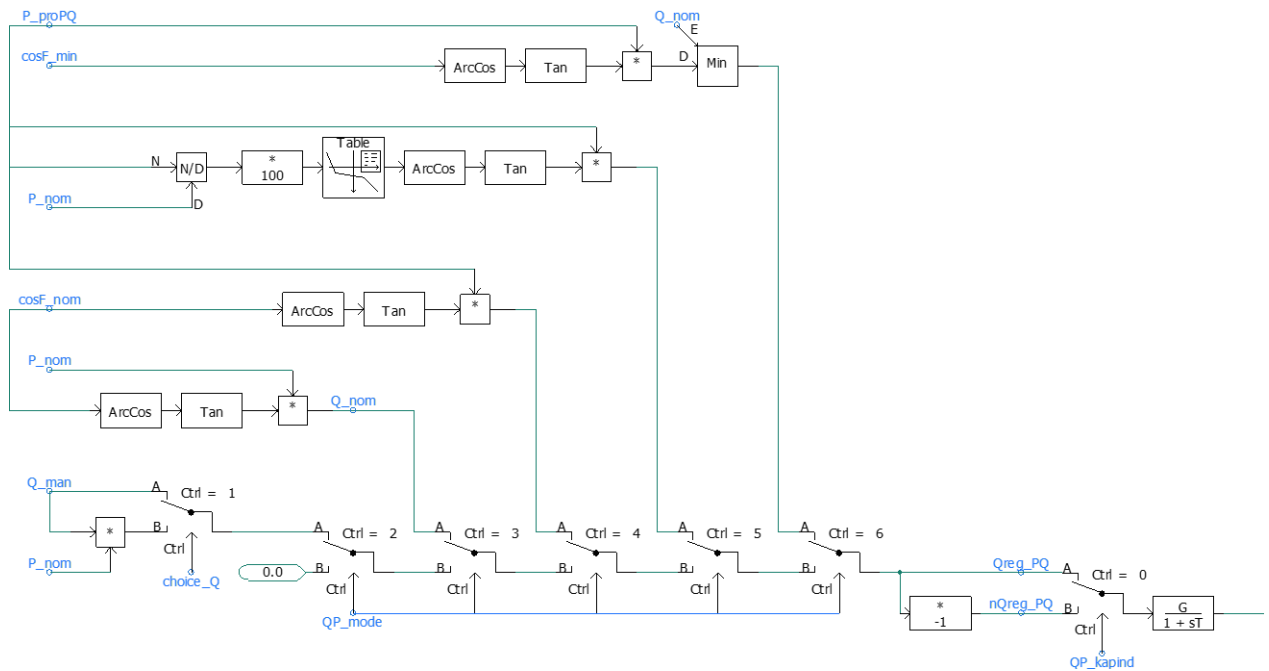 P_proPQ
Q_nom
E
cosF_min
ArcCos
Tan
*
D
Min
N
N/D
*
100
Table
ArcCos
Tan
*
P_nom
D
cosF_nom
ArcCos
Tan
*
P_nom
ArcCos
Tan
*
Q_nom
Q_man
A
Ctrl = 1
*
B
Ctrl
P_nom
choice_Q
A
Ctrl = 2
0.0
B
Ctrl
A
Ctrl = 3
B
Ctrl
A
Ctrl = 4
B
Ctrl
A
Ctrl = 5
B
Ctrl
A
Ctrl = 6
B
Ctrl
QP_mode
Qreg_PQ
A
Ctrl = 0
*
-1
nQreg_PQ
B
Ctrl
QP_kapind
G
1 + sT